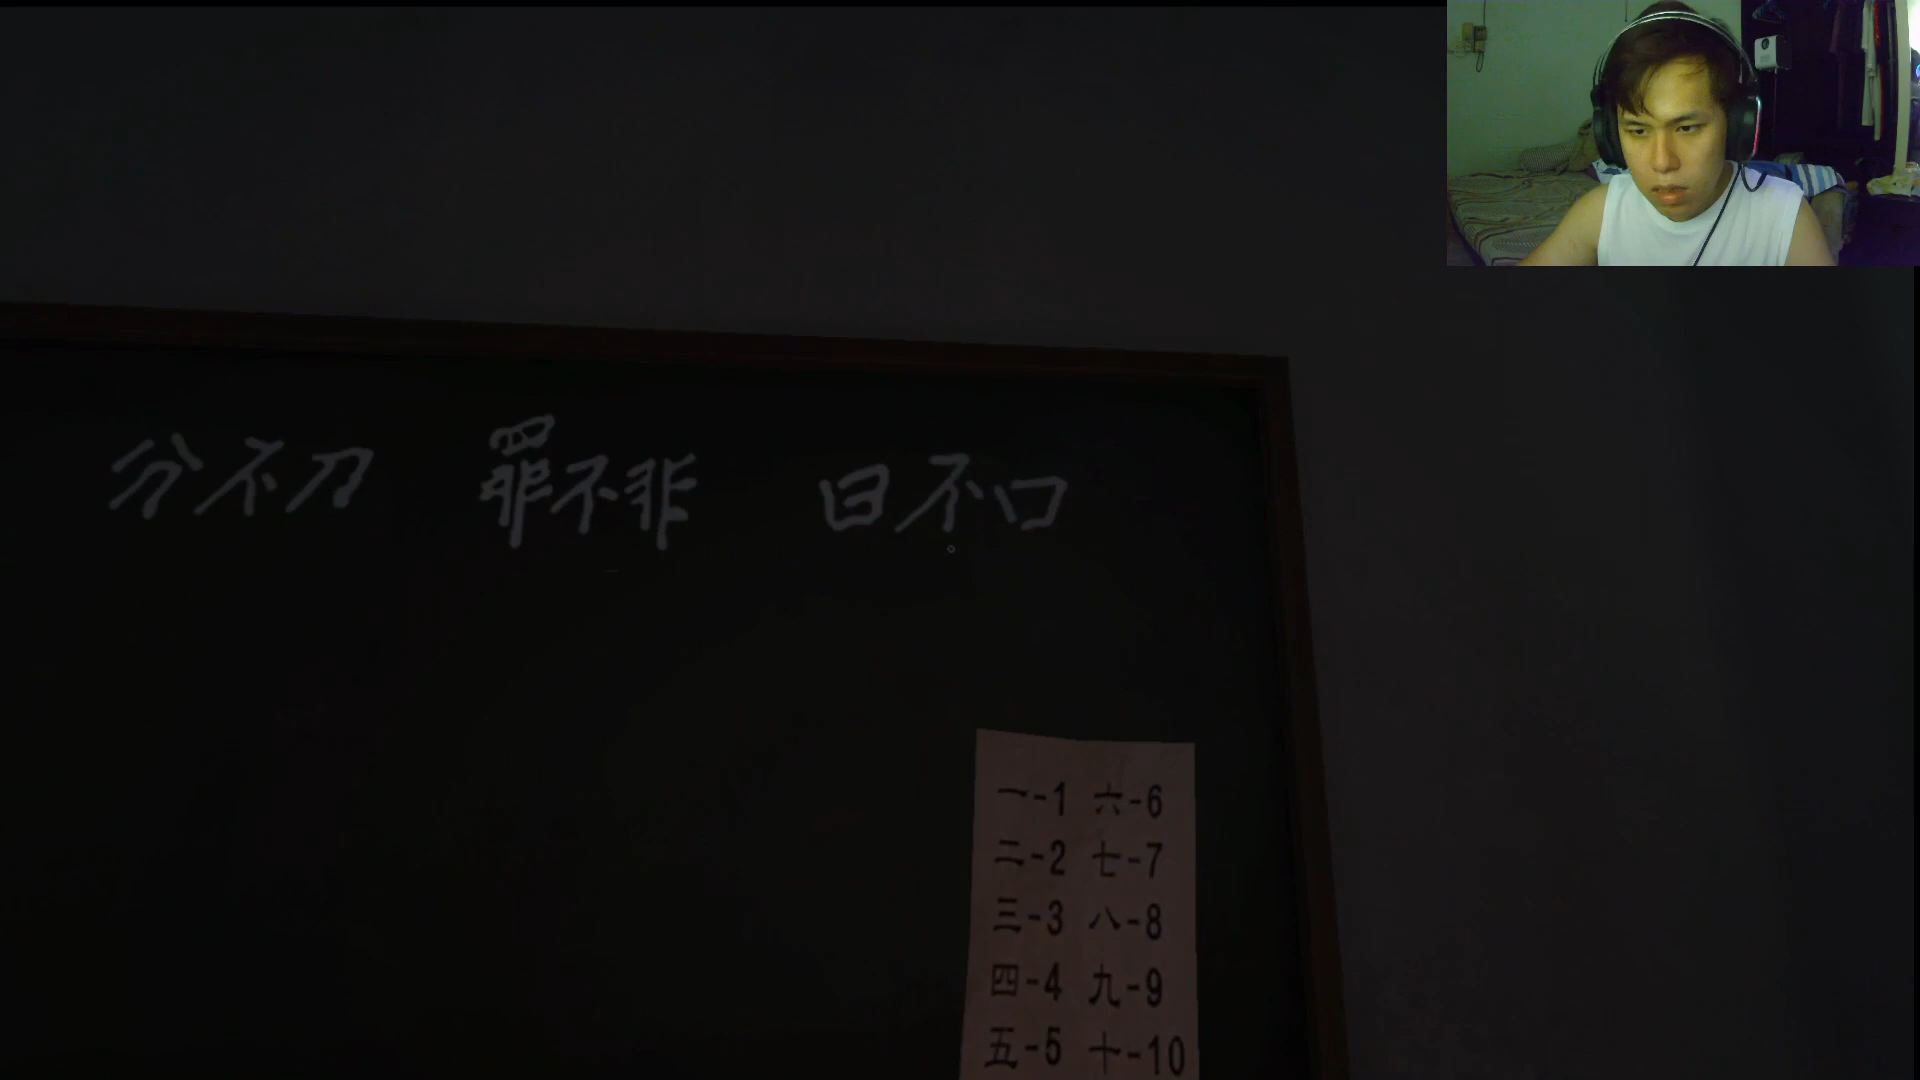 分不刀 罪不非 日不口
一-1 六-6
二-2 七-7
三-3 八-8
四-4 九-9
五-5 十-10